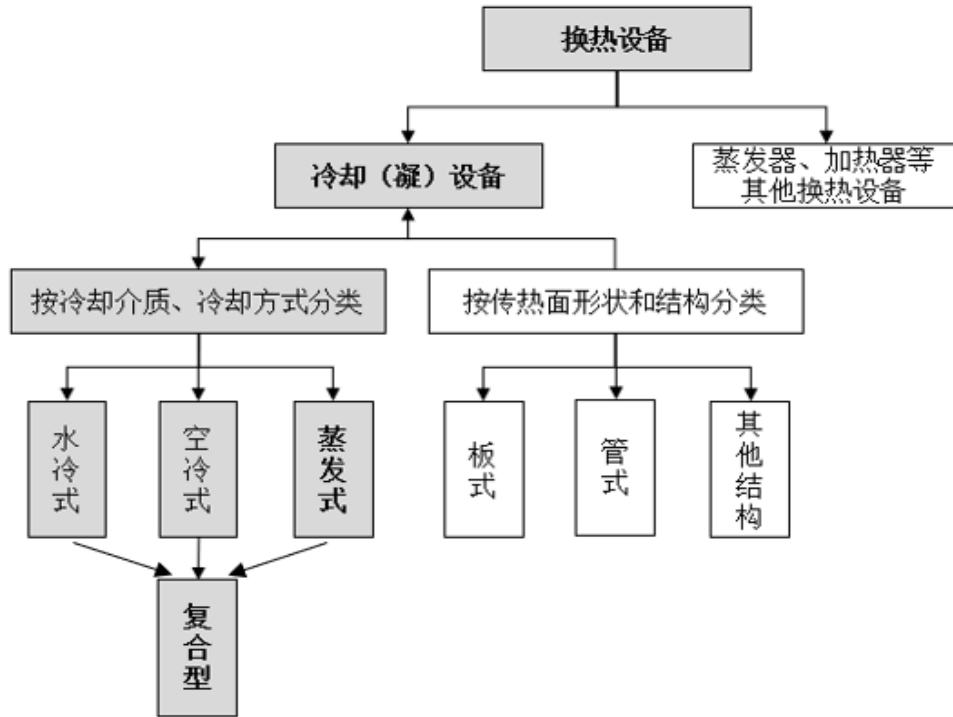 换热设备
冷却（凝）设备
蒸发器、加热器等
其他换热设备
按冷却介质、冷却方式分类
按传热面形状和结构分类
水冷式
空冷式
蒸发式
板式
管式
其他结构
复合型